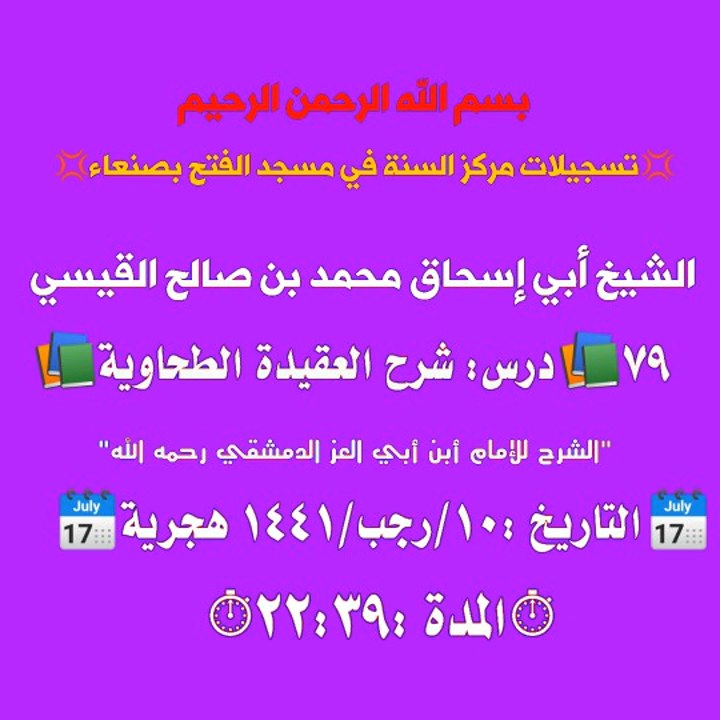 بسم الله الرحمن الرحيم
💢تسجيلات مركز السنة في مسجد الفتح بصنعاء💢
الشيخ أبي إسحاق محمد بن صالح القيسي
٧٩📚درس: شرح العقيدة الطحاوية📚
"الشرح للإمام أبن أبي العز الدمشقي رحمه الله"
📅التاريخ :١٠/رجب/١٤٤١ هجرية📅
⏱المدة :٢٢:٣٩⏱